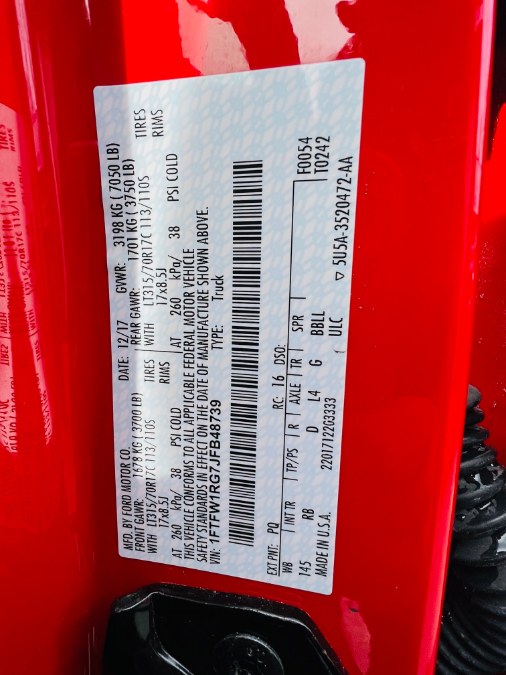 MFD. BY FORD MOTOR CO.
DATE: 12/17
GVWR: 3198 KG ( 7050 LB)
FRONT GAWR: 1678 KG ( 3700 LB)
REAR GAWR: 1701 KG ( 3750 LB)
LT315/70R17C 113/110S TIRES
WITH LT315/70R17C 113/110S TIRES
17x8.5J RIMS
WITH 17x8.5J RIMS
AT 260 kPa/ 38 PSI COLD
AT 260 kPa/ 38 PSI COLD
THIS VEHICLE CONFORMS TO ALL APPLICABLE FEDERAL MOTOR VEHICLE
SAFETY STANDARDS IN EFFECT ON THE DATE OF MANUFACTURE SHOWN ABOVE.
VIN: 1FTFW1RG7JFB48739
TYPE: Truck
F0054
T0242
EXT PNT: PQ RC: 16 DSO:
WB INT TR TP/PS R AXLE TR SPR
145 RB D L4 G BBLL
MADE IN U.S.A. 22017122G3333 ULC
▽ 5U5A-3520472-AA